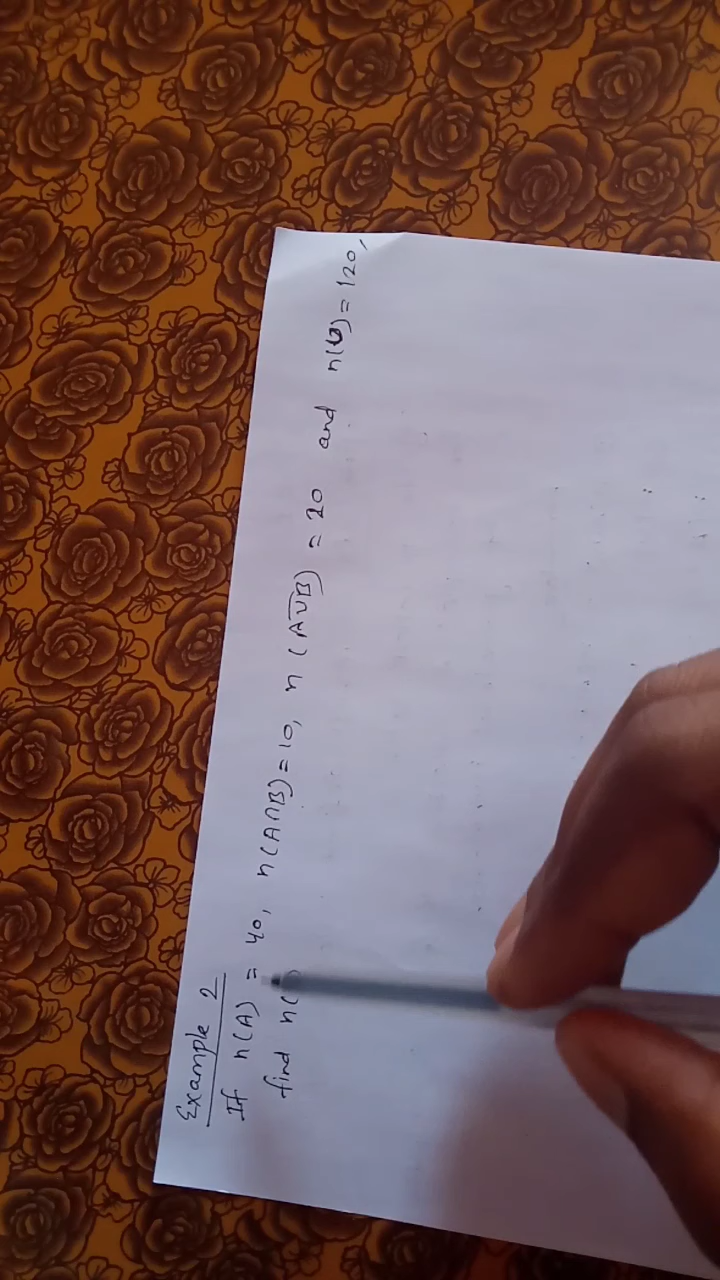 Example 2
If n(A) = 40, n(A∩B) = 10, n(A̅∪̅B̅) = 20 and n(U) = 120,
find n(